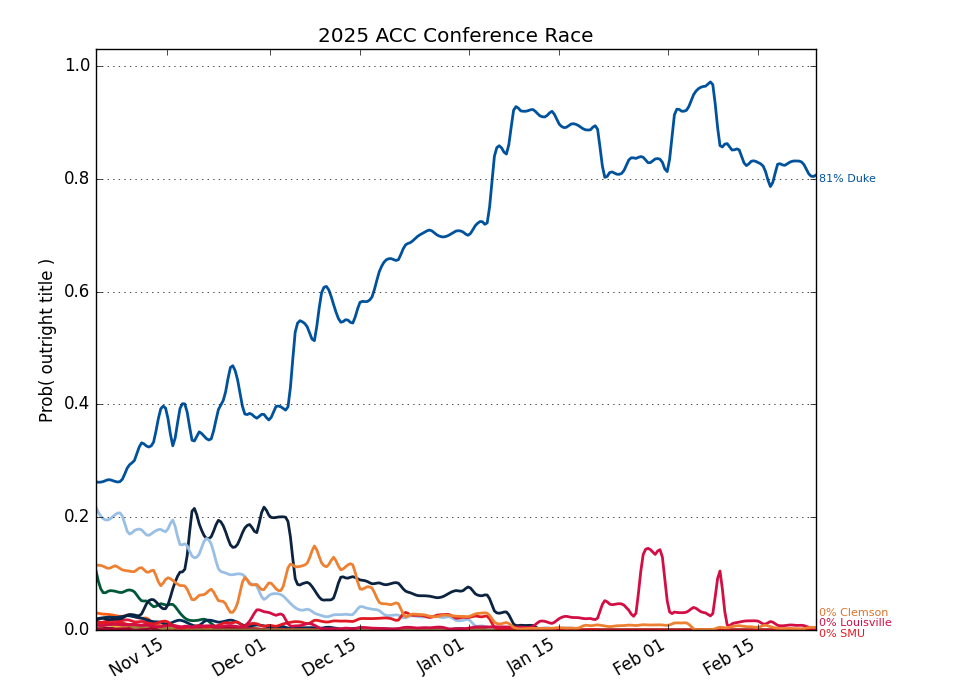 2025 ACC Conference Race
Prob( outright title )
1.0
0.8
0.6
0.4
0.2
0.0
Nov 15
Dec 01
Dec 15
Jan 01
Jan 15
Feb 01
Feb 15
81% Duke
0% Clemson
0% Louisville
0% SMU